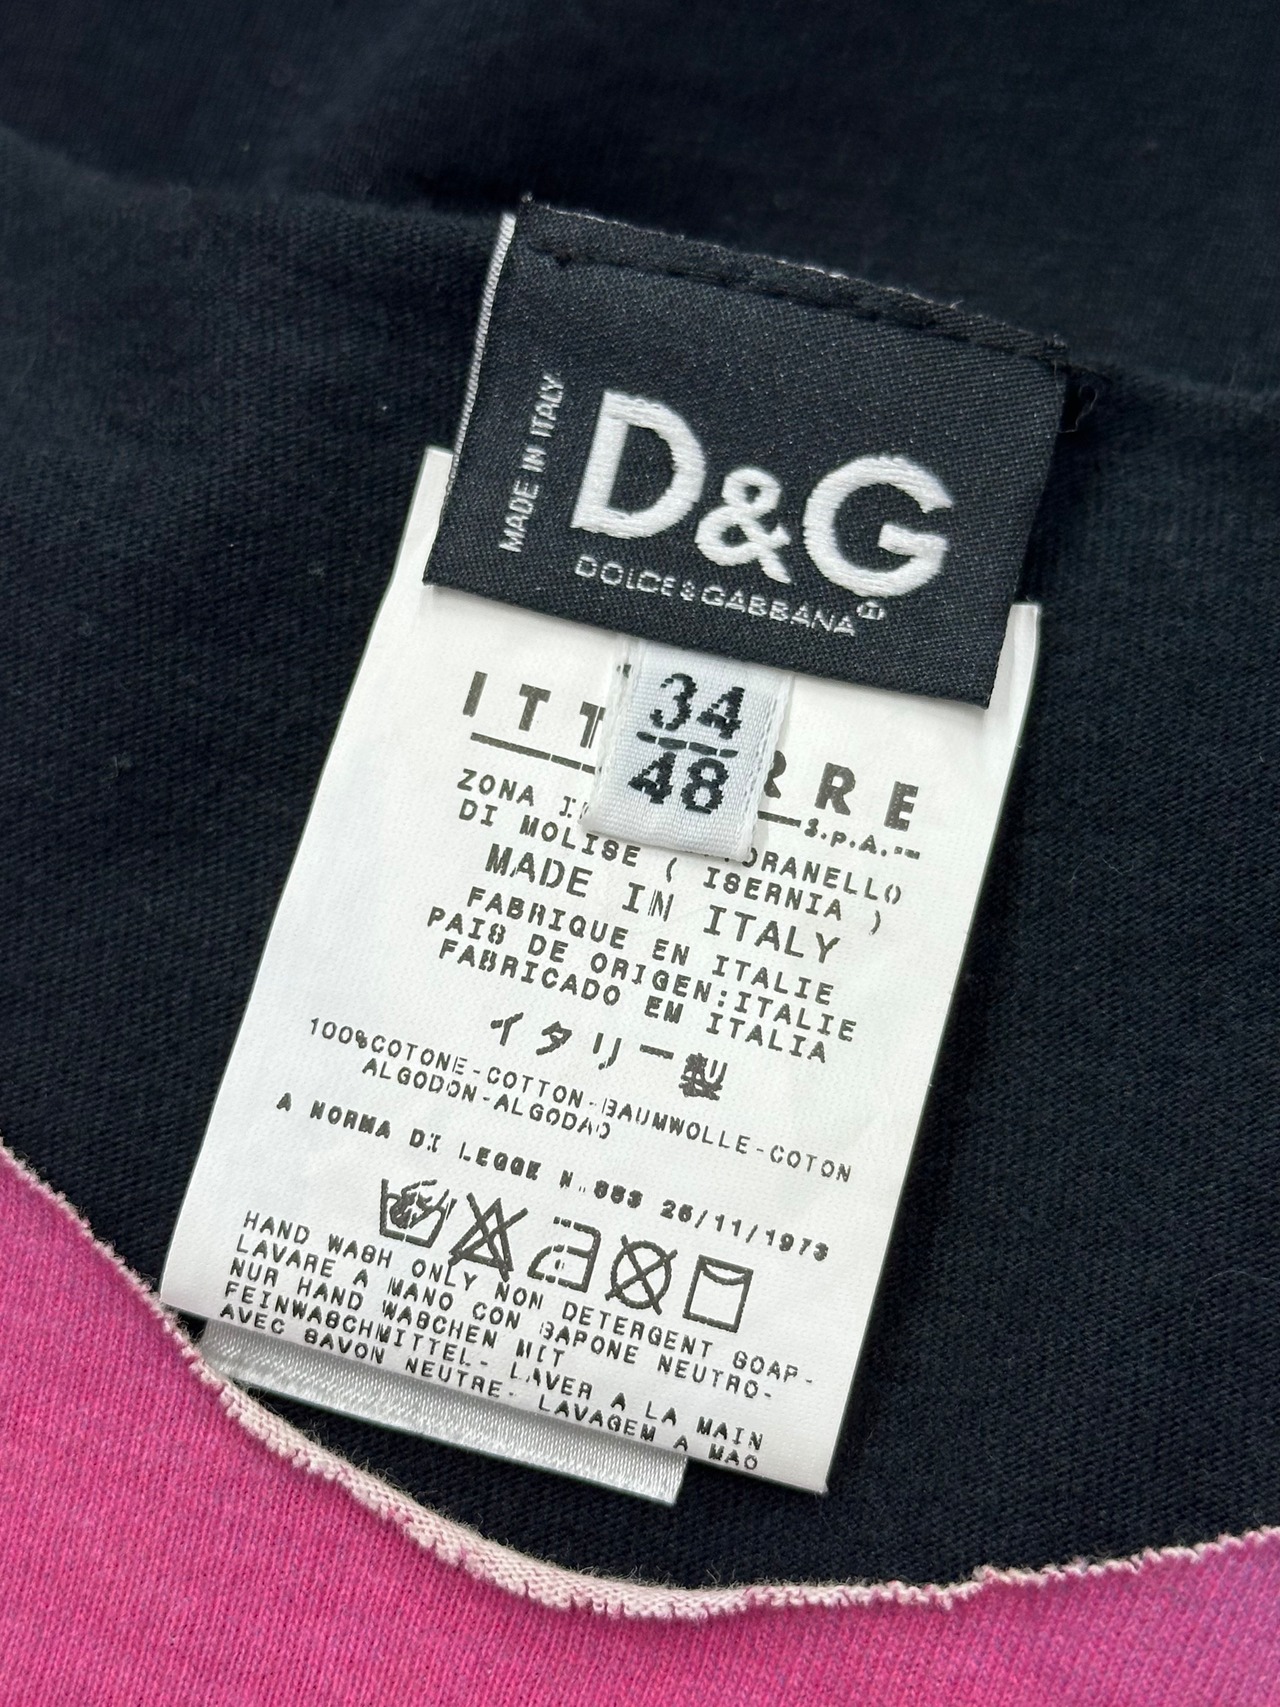 MADE IN ITALY
D&G
DOLCE & GABBANA
34
48
ITT RRE
S.p.A.
ZONA I
ORANELLO
DI MOLISE ( ISERNIA )
MADE IN ITALY
FABRIQUE EN ITALIE
PAIS DE ORIGEN:ITALIE
FABRICADO EM ITALIA
イタリー製
100%COTONE-COTTON-BAUMWOLLE-COTON
ALGODON-ALGODAO
A NORMA DI LEGGE N.883 26/11/1973
HAND WASH ONLY NON DETERGENT SOAP-
LAVARE A MANO CON SAPONE NEUTRO-
NUR HAND WASCHEN MIT
FEINWASCHMITTEL- LAVER A LA MAIN
AVEC SAVON NEUTRE- LAVAGEM A MAO